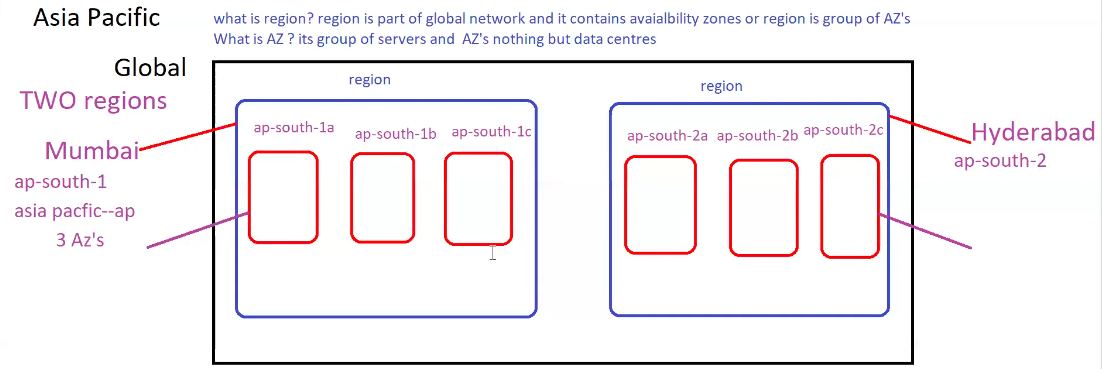 Asia Pacific
what is region? region is part of global network and it contains avaialbility zones or region is group of AZ's
What is AZ ? its group of servers and AZ's nothing but data centres
Global
TWO regions
region
region
ap-south-1a
ap-south-1b
ap-south-1c
ap-south-2a
ap-south-2b
ap-south-2c
Mumbai
Hyderabad
ap-south-1
ap-south-2
asia pacfic--ap
3 Az's